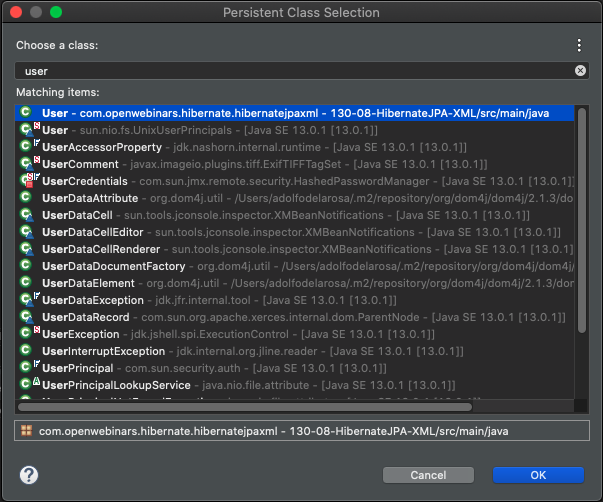 Persistent Class Selection
Choose a class:
user
Matching items:
User - com.openwebinars.hibernate.hibernatejpaxml - 130-08-HibernateJPA-XML/src/main/java
User - sun.nio.fs.UnixUserPrincipals - [Java SE 13.0.1 [13.0.1]]
UserAccessorProperty - jdk.nashorn.internal.runtime - [Java SE 13.0.1 [13.0.1]]
UserComment - javax.imageio.plugins.tiff.ExifTIFFTagSet - [Java SE 13.0.1 [13.0.1]]
UserCredentials - com.sun.jmx.remote.security.HashedPasswordManager - [Java SE 13.0.1 [13.0.1]]
UserDataAttribute - org.dom4j.util - /Users/adolfodelarosa/.m2/repository/org/dom4j/dom4j/2.1.3/dom
UserDataCell - sun.tools.jconsole.inspector.XMBeanNotifications - [Java SE 13.0.1 [13.0.1]]
UserDataCellEditor - sun.tools.jconsole.inspector.XMBeanNotifications - [Java SE 13.0.1 [13.0.1]]
UserDataCellRenderer - sun.tools.jconsole.inspector.XMBeanNotifications - [Java SE 13.0.1 [13.0.1]]
UserDataDocumentFactory - org.dom4j.util - /Users/adolfodelarosa/.m2/repository/org/dom4j/dom4j/
UserDataElement - org.dom4j.util - /Users/adolfodelarosa/.m2/repository/org/dom4j/dom4j/2.1.3/dom4
UserDataException - jdk.jfr.internal.tool - [Java SE 13.0.1 [13.0.1]]
UserDataRecord - com.sun.org.apache.xerces.internal.dom.ParentNode - [Java SE 13.0.1 [13.0.1]]
UserException - jdk.jshell.spi.ExecutionControl - [Java SE 13.0.1 [13.0.1]]
UserInterruptException - jdk.internal.org.jline.reader - [Java SE 13.0.1 [13.0.1]]
UserPrincipal - com.sun.security.auth - [Java SE 13.0.1 [13.0.1]]
UserPrincipalLookupService - java.nio.file.attribute - [Java SE 13.0.1 [13.0.1]]
com.openwebinars.hibernate.hibernatejpaxml - 130-08-HibernateJPA-XML/src/main/java
Cancel
OK